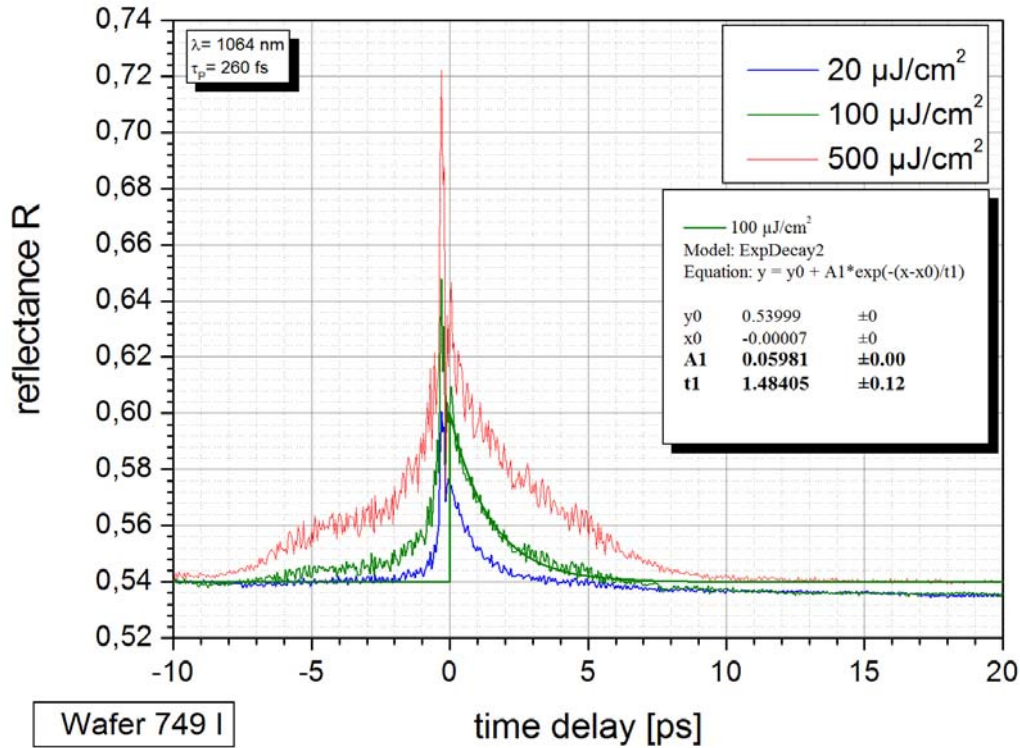 0,74
0,72
0,70
0,68
0,66
0,64
0,62
0,60
0,58
0,56
0,54
0,52
reflectance R
λ= 1064 nm
τP= 260 fs
20 µJ/cm²
100 µJ/cm²
500 µJ/cm²
100 µJ/cm²
Model: ExpDecay2
Equation: y = y0 + A1*exp(-(x-x0)/t1)
y0 0.53999 ±0
x0 -0.00007 ±0
A1 0.05981 ±0.00
t1 1.48405 ±0.12
-10 -5 0 5 10 15 20
Wafer 749 I
time delay [ps]